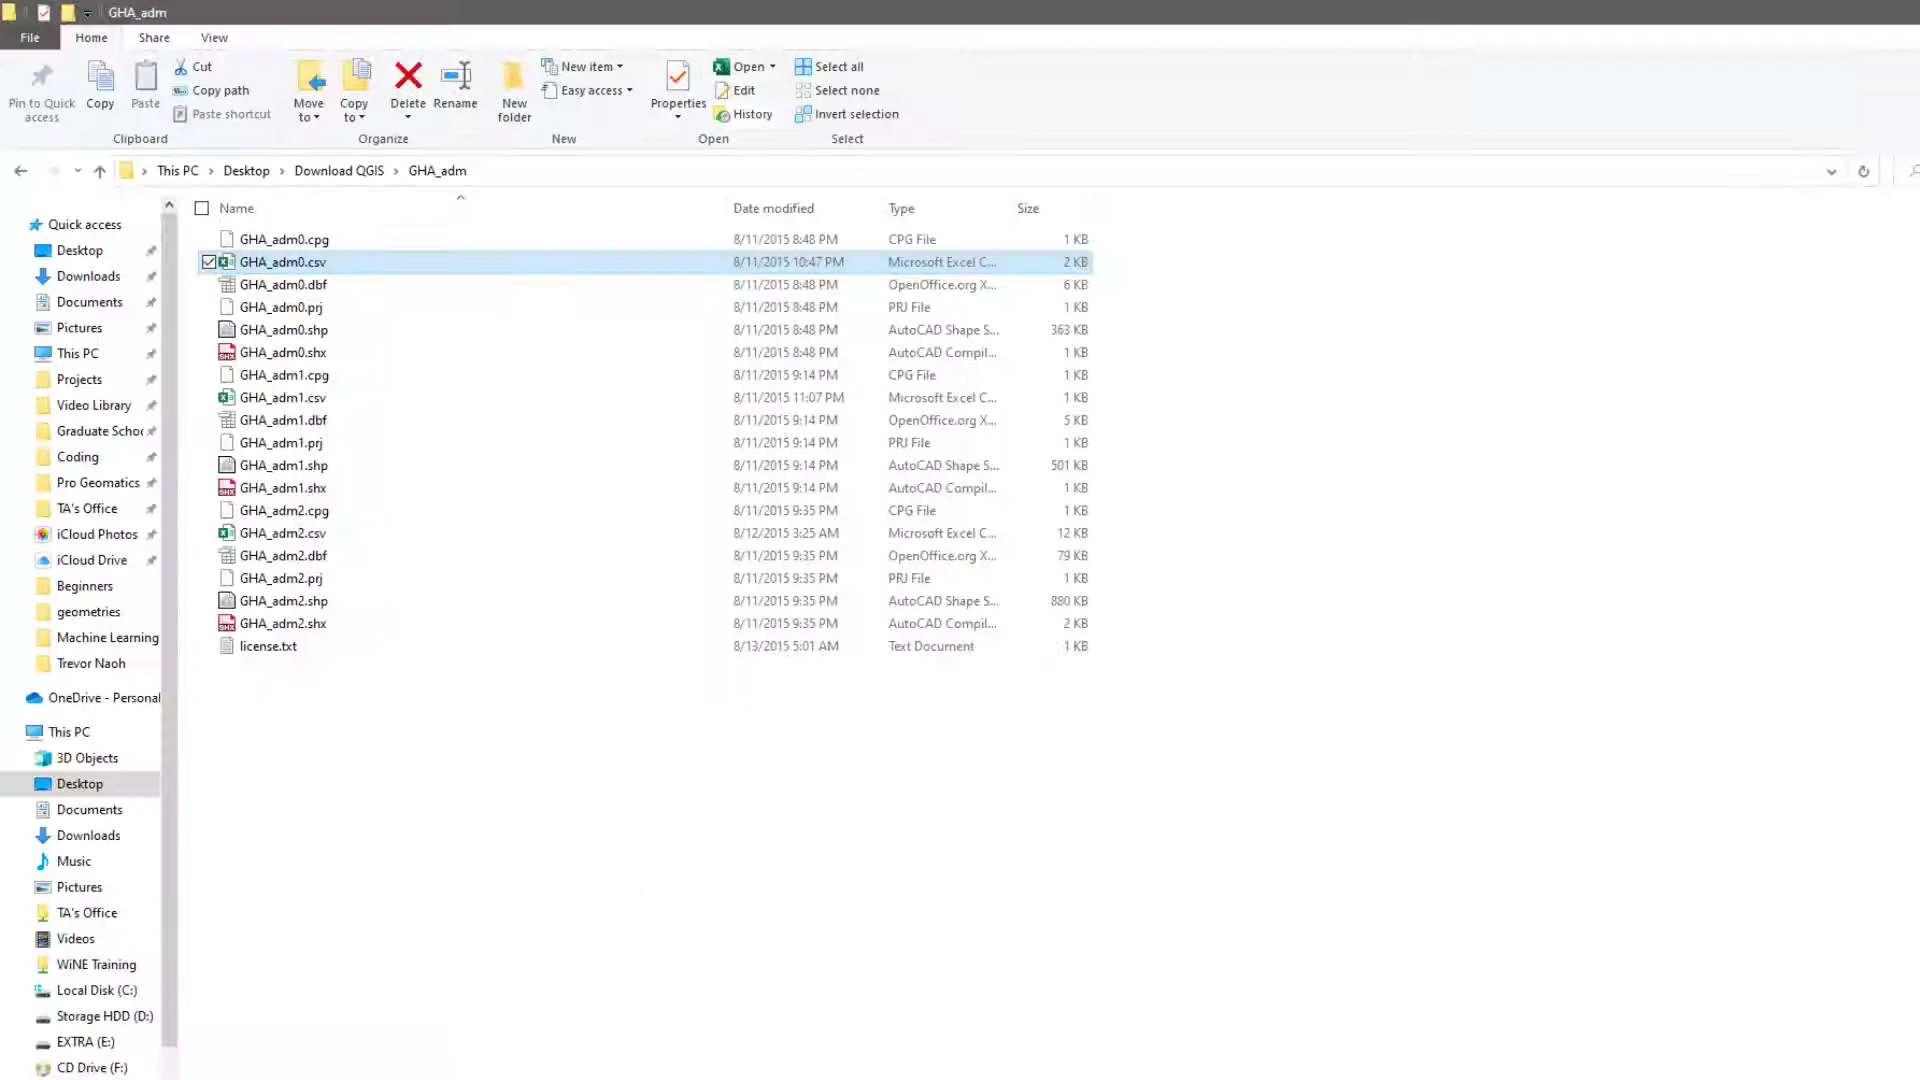 GHA_adm
File Home Share View
Pin to Quick access
Copy
Paste
Cut
Copy path
Paste shortcut
Clipboard
Move to
Copy to
Delete
Rename
Organize
New folder
New item
Easy access
New
Properties
Open
Edit
History
Open
Select all
Select none
Invert selection
Select
This PC > Desktop > Download QGIS > GHA_adm
Quick access
Desktop
Downloads
Documents
Pictures
This PC
Projects
Video Library
Graduate Schoo
Coding
Pro Geomatics
TA's Office
iCloud Photos
iCloud Drive
Beginners
geometries
Machine Learning
Trevor Naoh
OneDrive - Personal
This PC
3D Objects
Desktop
Documents
Downloads
Music
Pictures
TA's Office
Videos
WiNE Training
Local Disk (C:)
Storage HDD (D:)
EXTRA (E:)
CD Drive (F:)
Name Date modified Type Size
GHA_adm0.cpg 8/11/2015 8:48 PM CPG File 1 KB
GHA_adm0.csv 8/11/2015 10:47 PM Microsoft Excel C... 2 KB
GHA_adm0.dbf 8/11/2015 8:48 PM OpenOffice.org X... 6 KB
GHA_adm0.prj 8/11/2015 8:48 PM PRJ File 1 KB
GHA_adm0.shp 8/11/2015 8:48 PM AutoCAD Shape S... 363 KB
GHA_adm0.shx 8/11/2015 8:48 PM AutoCAD Compil... 1 KB
GHA_adm1.cpg 8/11/2015 9:14 PM CPG File 1 KB
GHA_adm1.csv 8/11/2015 11:07 PM Microsoft Excel C... 1 KB
GHA_adm1.dbf 8/11/2015 9:14 PM OpenOffice.org X... 5 KB
GHA_adm1.prj 8/11/2015 9:14 PM PRJ File 1 KB
GHA_adm1.shp 8/11/2015 9:14 PM AutoCAD Shape S... 501 KB
GHA_adm1.shx 8/11/2015 9:14 PM AutoCAD Compil... 1 KB
GHA_adm2.cpg 8/11/2015 9:35 PM CPG File 1 KB
GHA_adm2.csv 8/12/2015 3:25 AM Microsoft Excel C... 12 KB
GHA_adm2.dbf 8/11/2015 9:35 PM OpenOffice.org X... 79 KB
GHA_adm2.prj 8/11/2015 9:35 PM PRJ File 1 KB
GHA_adm2.shp 8/11/2015 9:35 PM AutoCAD Shape S... 880 KB
GHA_adm2.shx 8/11/2015 9:35 PM AutoCAD Compil... 2 KB
license.txt 8/13/2015 5:01 AM Text Document 1 KB